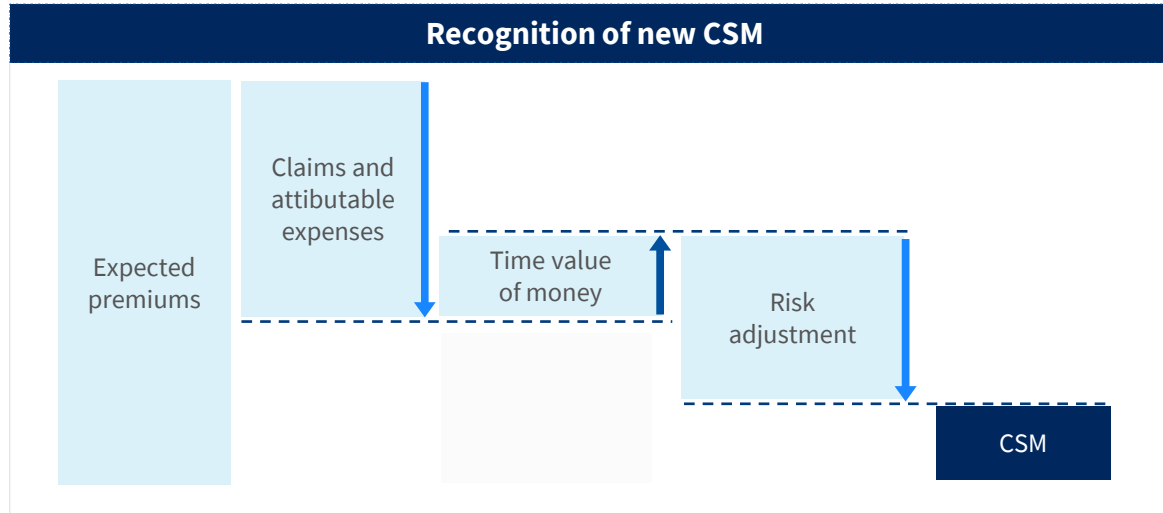 Recognition of new CSM
Claims and
attibutable
expenses
Expected
premiums
Time value
of money
Risk
adjustment
CSM